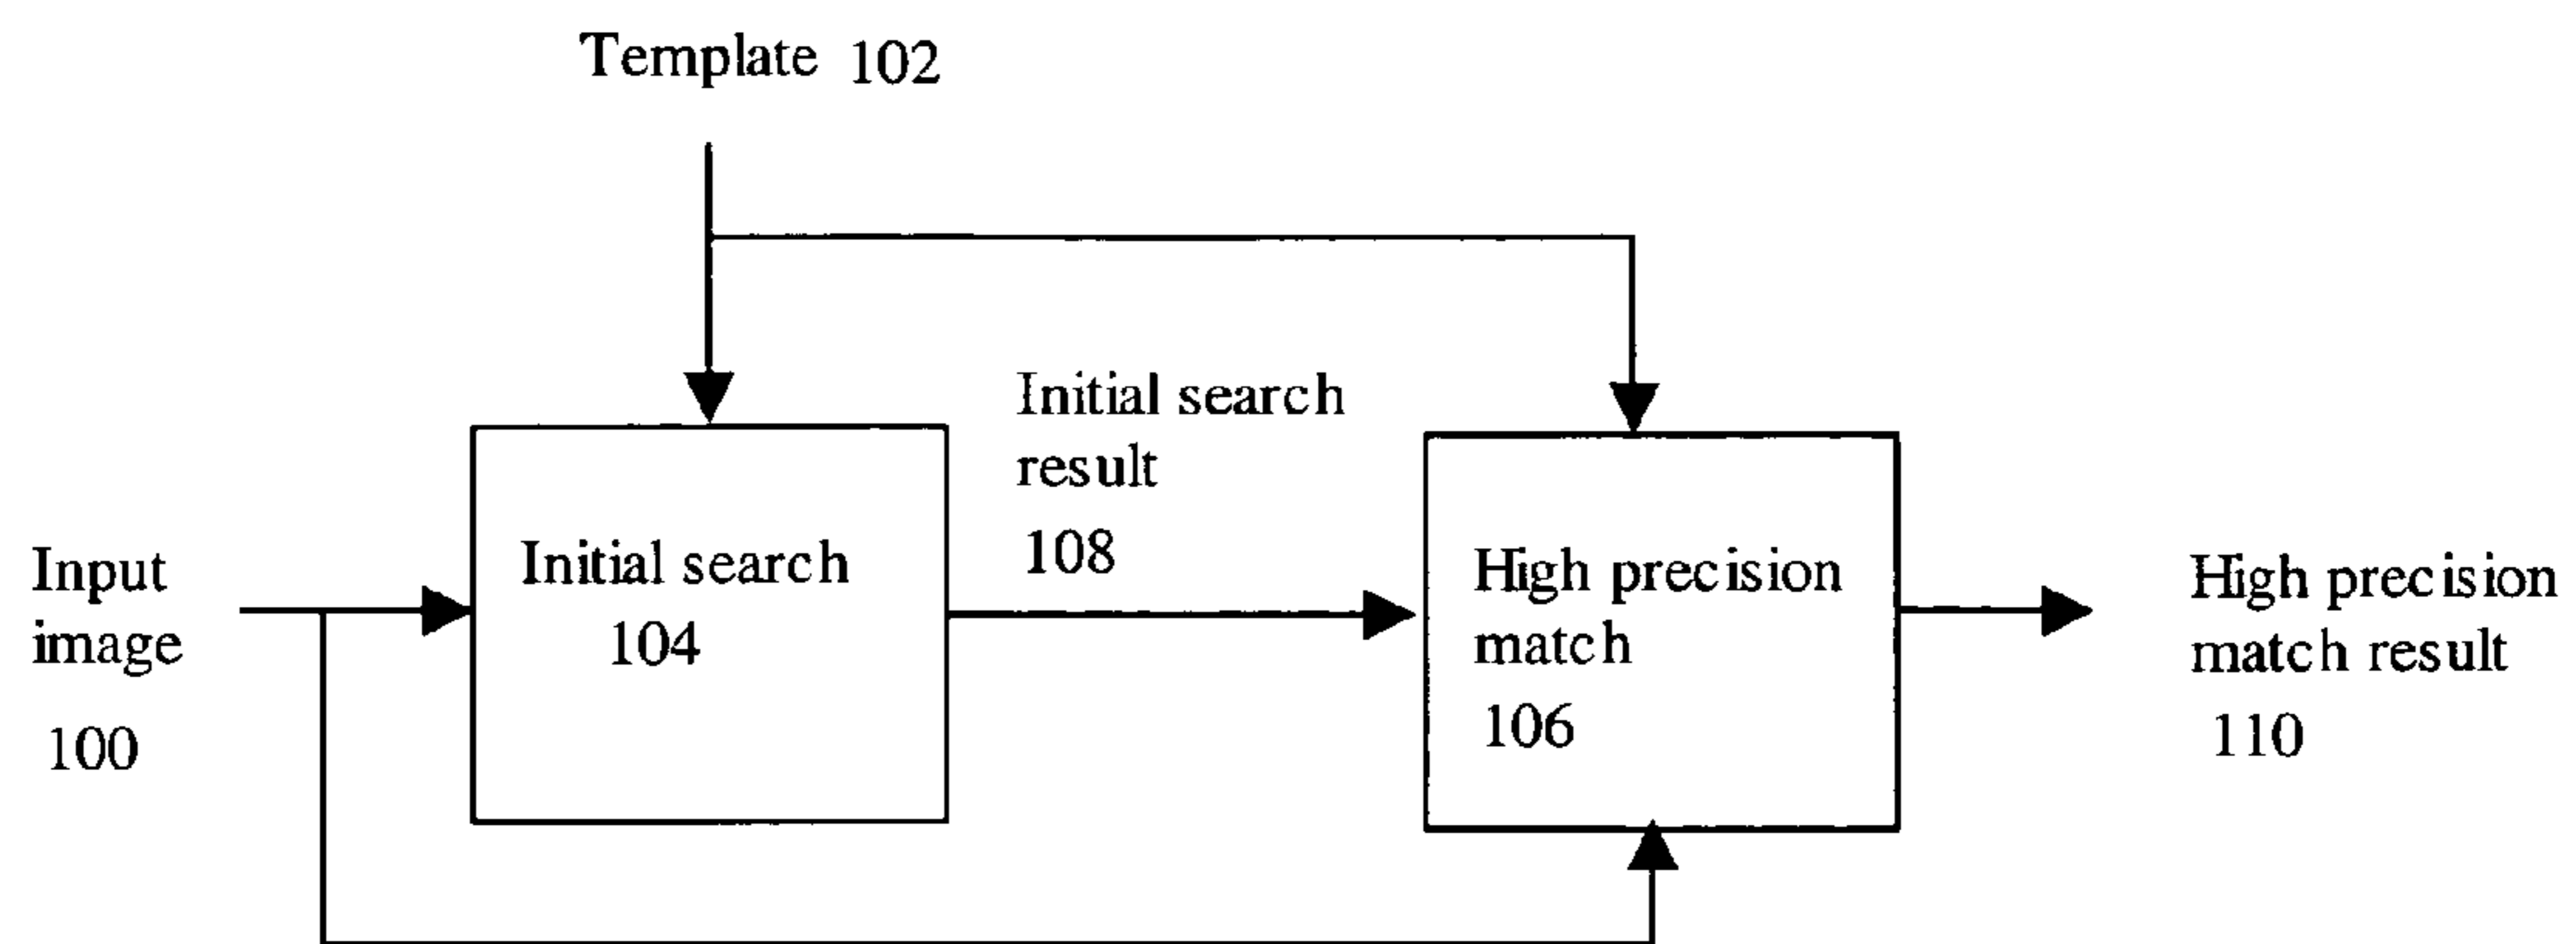 Template 102
Initial search
result
108
Input
image
100
Initial search
104
High precision
match
106
High precision
match result
110